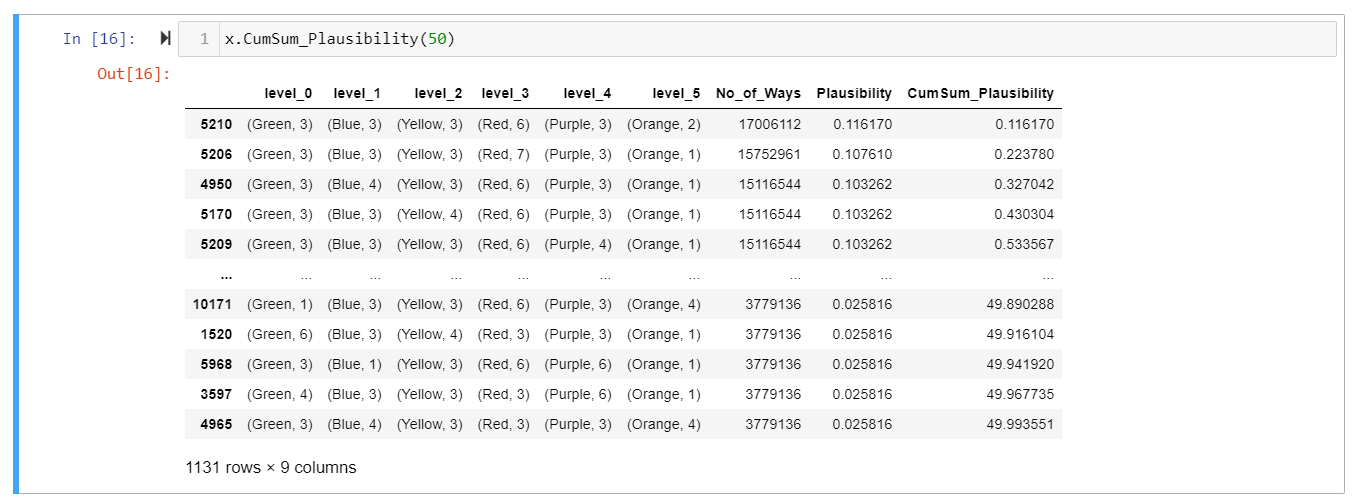 In [16]: 1 x.CumSum_Plausibility(50)
Out[16]:
level_0 level_1 level_2 level_3 level_4 level_5 No_of_Ways Plausibility CumSum_Plausibility
5210 (Green, 3) (Blue, 3) (Yellow, 3) (Red, 6) (Purple, 3) (Orange, 2) 17006112 0.116170 0.116170
5206 (Green, 3) (Blue, 3) (Yellow, 3) (Red, 7) (Purple, 3) (Orange, 1) 15752961 0.107610 0.223780
4950 (Green, 3) (Blue, 4) (Yellow, 3) (Red, 6) (Purple, 3) (Orange, 1) 15116544 0.103262 0.327042
5170 (Green, 3) (Blue, 3) (Yellow, 4) (Red, 6) (Purple, 3) (Orange, 1) 15116544 0.103262 0.430304
5209 (Green, 3) (Blue, 3) (Yellow, 3) (Red, 6) (Purple, 4) (Orange, 1) 15116544 0.103262 0.533567
... ... ... ... ... ... ... ... ... ...
10171 (Green, 1) (Blue, 3) (Yellow, 3) (Red, 6) (Purple, 3) (Orange, 4) 3779136 0.025816 49.890288
1520 (Green, 6) (Blue, 3) (Yellow, 4) (Red, 3) (Purple, 3) (Orange, 1) 3779136 0.025816 49.916104
5968 (Green, 3) (Blue, 1) (Yellow, 3) (Red, 6) (Purple, 6) (Orange, 1) 3779136 0.025816 49.941920
3597 (Green, 4) (Blue, 3) (Yellow, 3) (Red, 3) (Purple, 6) (Orange, 1) 3779136 0.025816 49.967735
4965 (Green, 3) (Blue, 4) (Yellow, 3) (Red, 3) (Purple, 3) (Orange, 4) 3779136 0.025816 49.993551
1131 rows × 9 columns